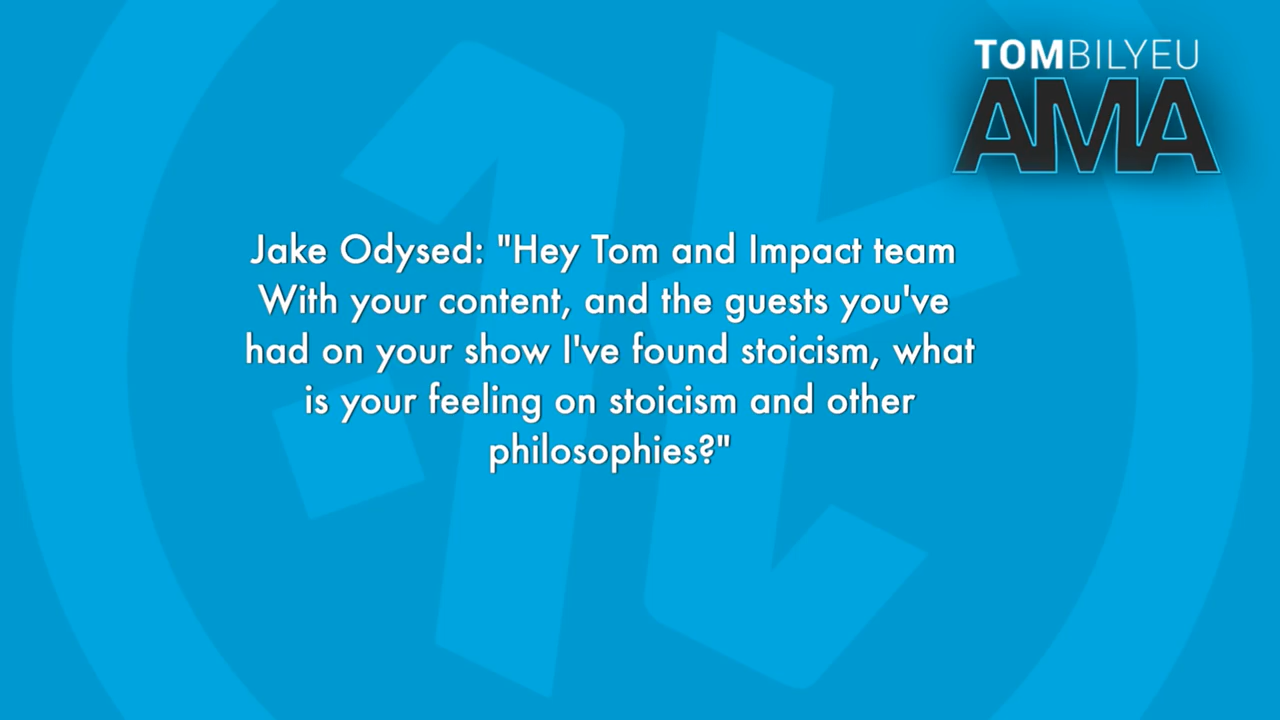 TOMBILYEU
AMA
Jake Odysed: "Hey Tom and Impact team
With your content, and the guests you've
had on your show I've found stoicism, what
is your feeling on stoicism and other
philosophies?"